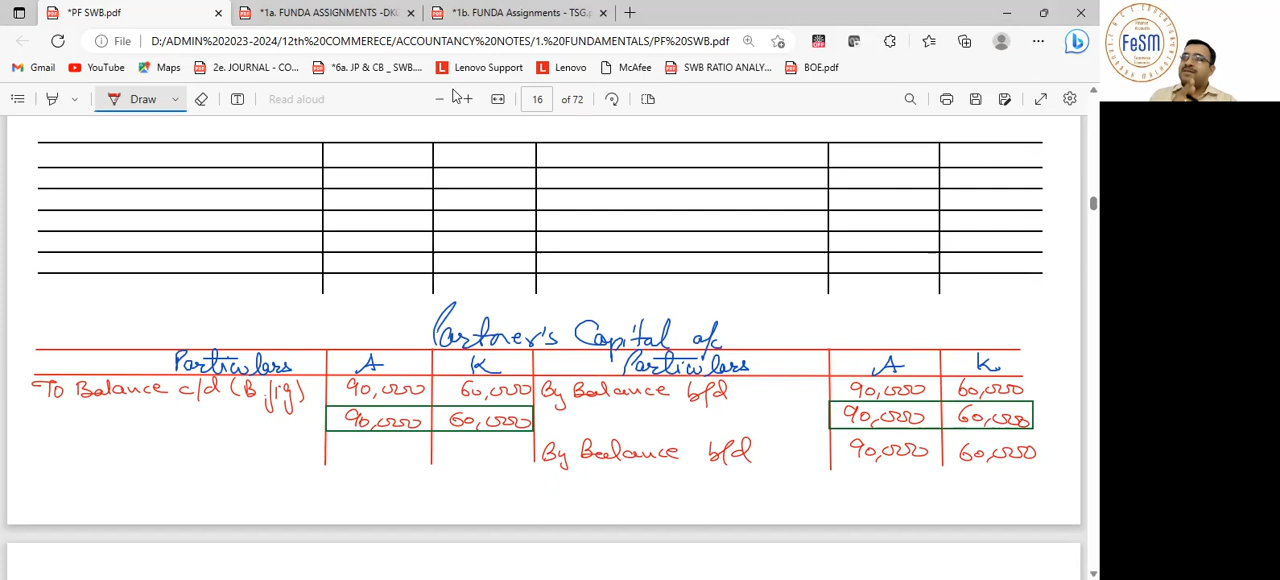 *PF SWB.pdf
*1a. FUNDA ASSIGNMENTS -DKG
*1b. FUNDA Assignments - TSG.p
File
D:/ADMIN%202023-2024/12th%20COMMEREGE/ACCOUNTANCE%20NOTES/1.%20FUNDAMENTALS/PF%20SWB.pdf
OFF
Gmail
YouTube
Maps
2e. JOURNAL - CO...
*6a. JP & CB _ SWB....
Lenovo Support
Lenovo
McAfee
SWB RATIO ANALY...
BOE.pdf
Draw
Read aloud
16 of 72
FeSM
Partner's Capital a/c
Particulars A K Particulars A K
To Balance c/d (B.fig) 90,000 60,000 By Balance b/d 90,000 60,000
90,000 60,000 90,000 60,000
By Balance b/d 90,000 60,000